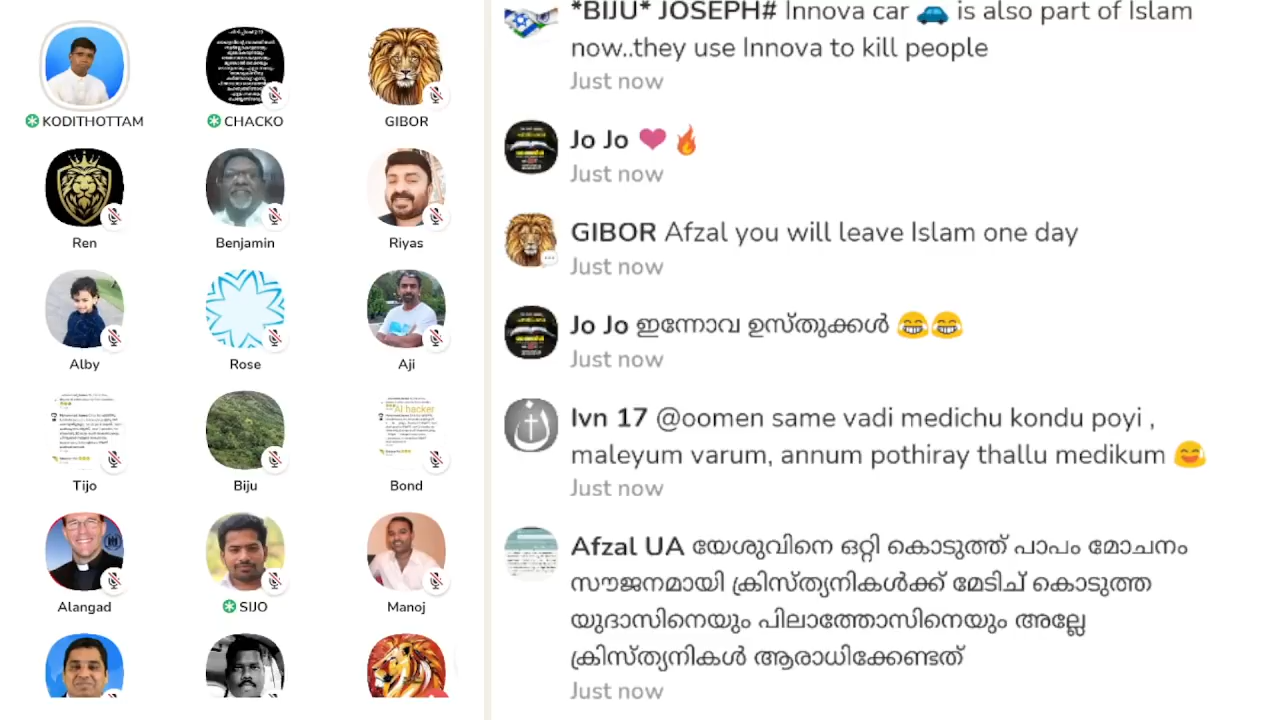 KODITHOTTAM
CHACKO
GIBOR
Ren
Benjamin
Riyas
Alby
Rose
Aji
AI hacker
Tijo
Biju
Bond
Alangad
SIJO
Manoj
*BIJU* JOSEPH# Innova car 🚗 is also part of Islam
now..they use Innova to kill people
Just now
Jo Jo ❤️🔥
Just now
GIBOR Afzal you will leave Islam one day
Just now
Jo Jo ഇന്നോവ ഉസ്തുക്കൾ 😂😂
Just now
Ivn 17 @oomen same vadi medichu kondu poyi ,
maleyum varum, annum pothiray thallu medikum 😅
Just now
Afzal UA യേശുവിനെ ഒറ്റി കൊടുത്ത് പാപം മോചനം
സൗജനമായി ക്രിസ്ത്യനികൾക്ക് മേടിച് കൊടുത്ത
യുദാസിനെയും പിലാത്തോസിനെയും അല്ലേ
ക്രിസ്ത്യനികൾ ആരാധിക്കേണ്ടത്
Just now